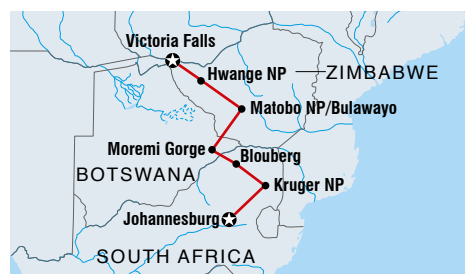 Victoria Falls
Hwange NP
ZIMBABWE
Matobo NP/Bulawayo
Moremi Gorge
Blouberg
BOTSWANA
Kruger NP
Johannesburg
SOUTH AFRICA